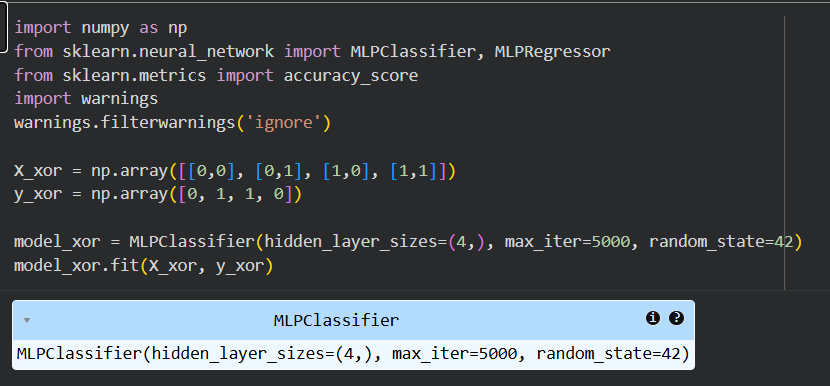 import numpy as np
from sklearn.neural_network import MLPClassifier, MLPRegressor
from sklearn.metrics import accuracy_score
import warnings
warnings.filterwarnings('ignore')
X_xor = np.array([[0,0], [0,1], [1,0], [1,1]])
y_xor = np.array([0, 1, 1, 0])
model_xor = MLPClassifier(hidden_layer_sizes=(4,), max_iter=5000, random_state=42)
model_xor.fit(X_xor, y_xor)
MLPClassifier i ?
MLPClassifier(hidden_layer_sizes=(4,), max_iter=5000, random_state=42)